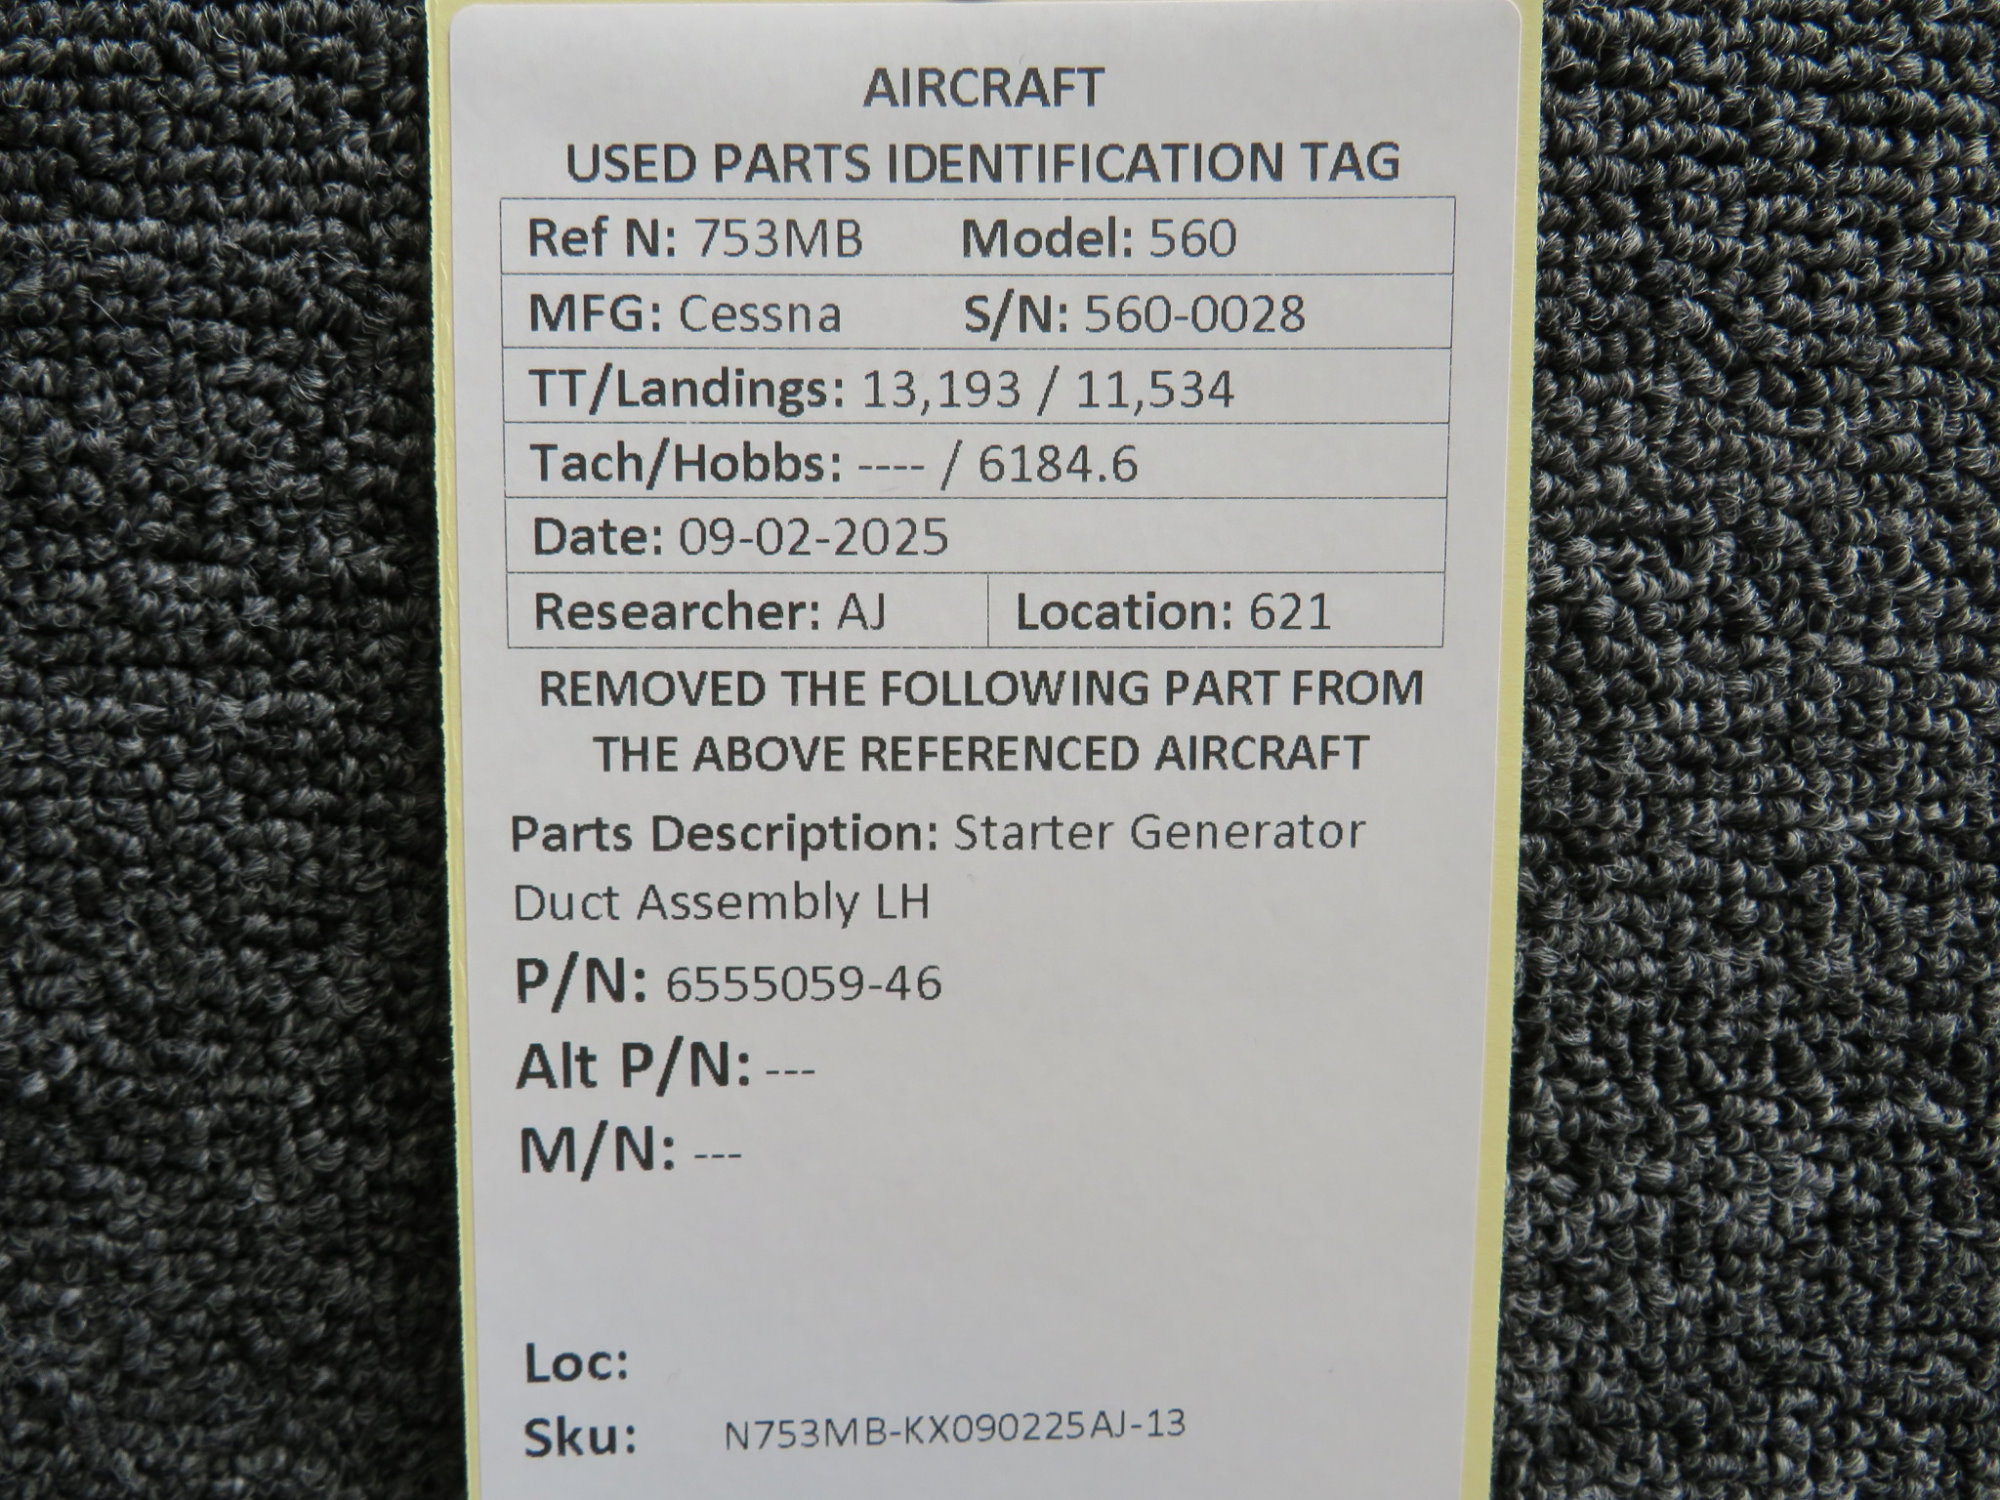 AIRCRAFT
USED PARTS IDENTIFICATION TAG
Ref N: 753MB Model: 560
MFG: Cessna S/N: 560-0028
TT/Landings: 13,193 / 11,534
Tach/Hobbs: ---- / 6184.6
Date: 09-02-2025
Researcher: AJ Location: 621
REMOVED THE FOLLOWING PART FROM
THE ABOVE REFERENCED AIRCRAFT
Parts Description: Starter Generator
Duct Assembly LH
P/N: 6555059-46
Alt P/N: ---
M/N: ---
Loc:
Sku: N753MB-KX090225AJ-13